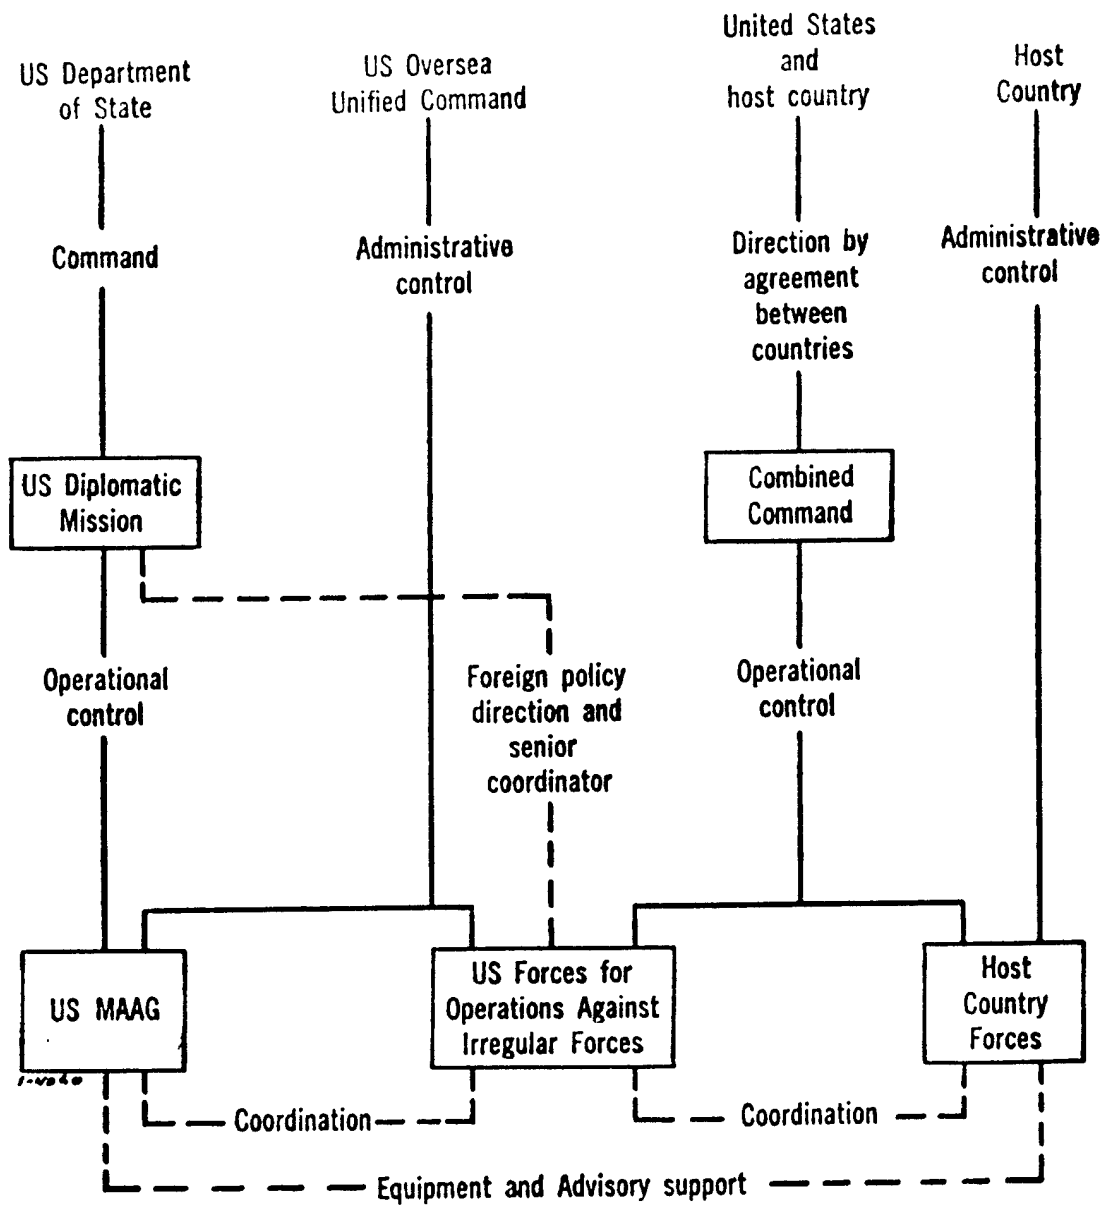 US Department
of State
US Oversea
Unified Command
United States
and
host country
Host
Country
Command
Administrative
control
Direction by
agreement
between
countries
Administrative
control
US Diplomatic
Mission
Combined
Command
Operational
control
Foreign policy
direction and
senior
coordinator
Operational
control
US MAAG
US Forces for
Operations Against
Irregular Forces
Host
Country
Forces
Coordination
Coordination
Equipment and Advisory support